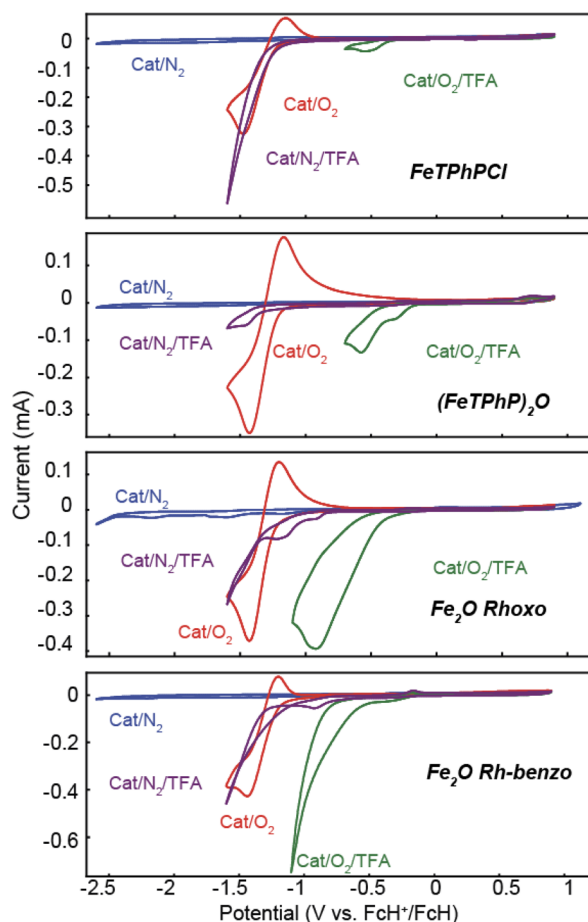 0
-0.1
-0.2
-0.3
-0.4
-0.5
Cat/N₂
Cat/O₂
Cat/O₂/TFA
Cat/N₂/TFA
FeTPhPCl
0.1
0
-0.1
-0.2
-0.3
Cat/N₂
Cat/N₂/TFA
Cat/O₂
Cat/O₂/TFA
(FeTPhP)₂O
Current (mA)
0.1
0
-0.1
-0.2
-0.3
-0.4
Cat/N₂
Cat/N₂/TFA
Cat/O₂/TFA
Cat/O₂
Fe₂O Rhoxo
0
-0.2
-0.4
-0.6
Cat/N₂
Cat/N₂/TFA
Cat/O₂
Fe₂O Rh-benzo
Cat/O₂/TFA
-2.5 -2 -1.5 -1 -0.5 0 0.5 1
Potential (V vs. FcH⁺/FcH)